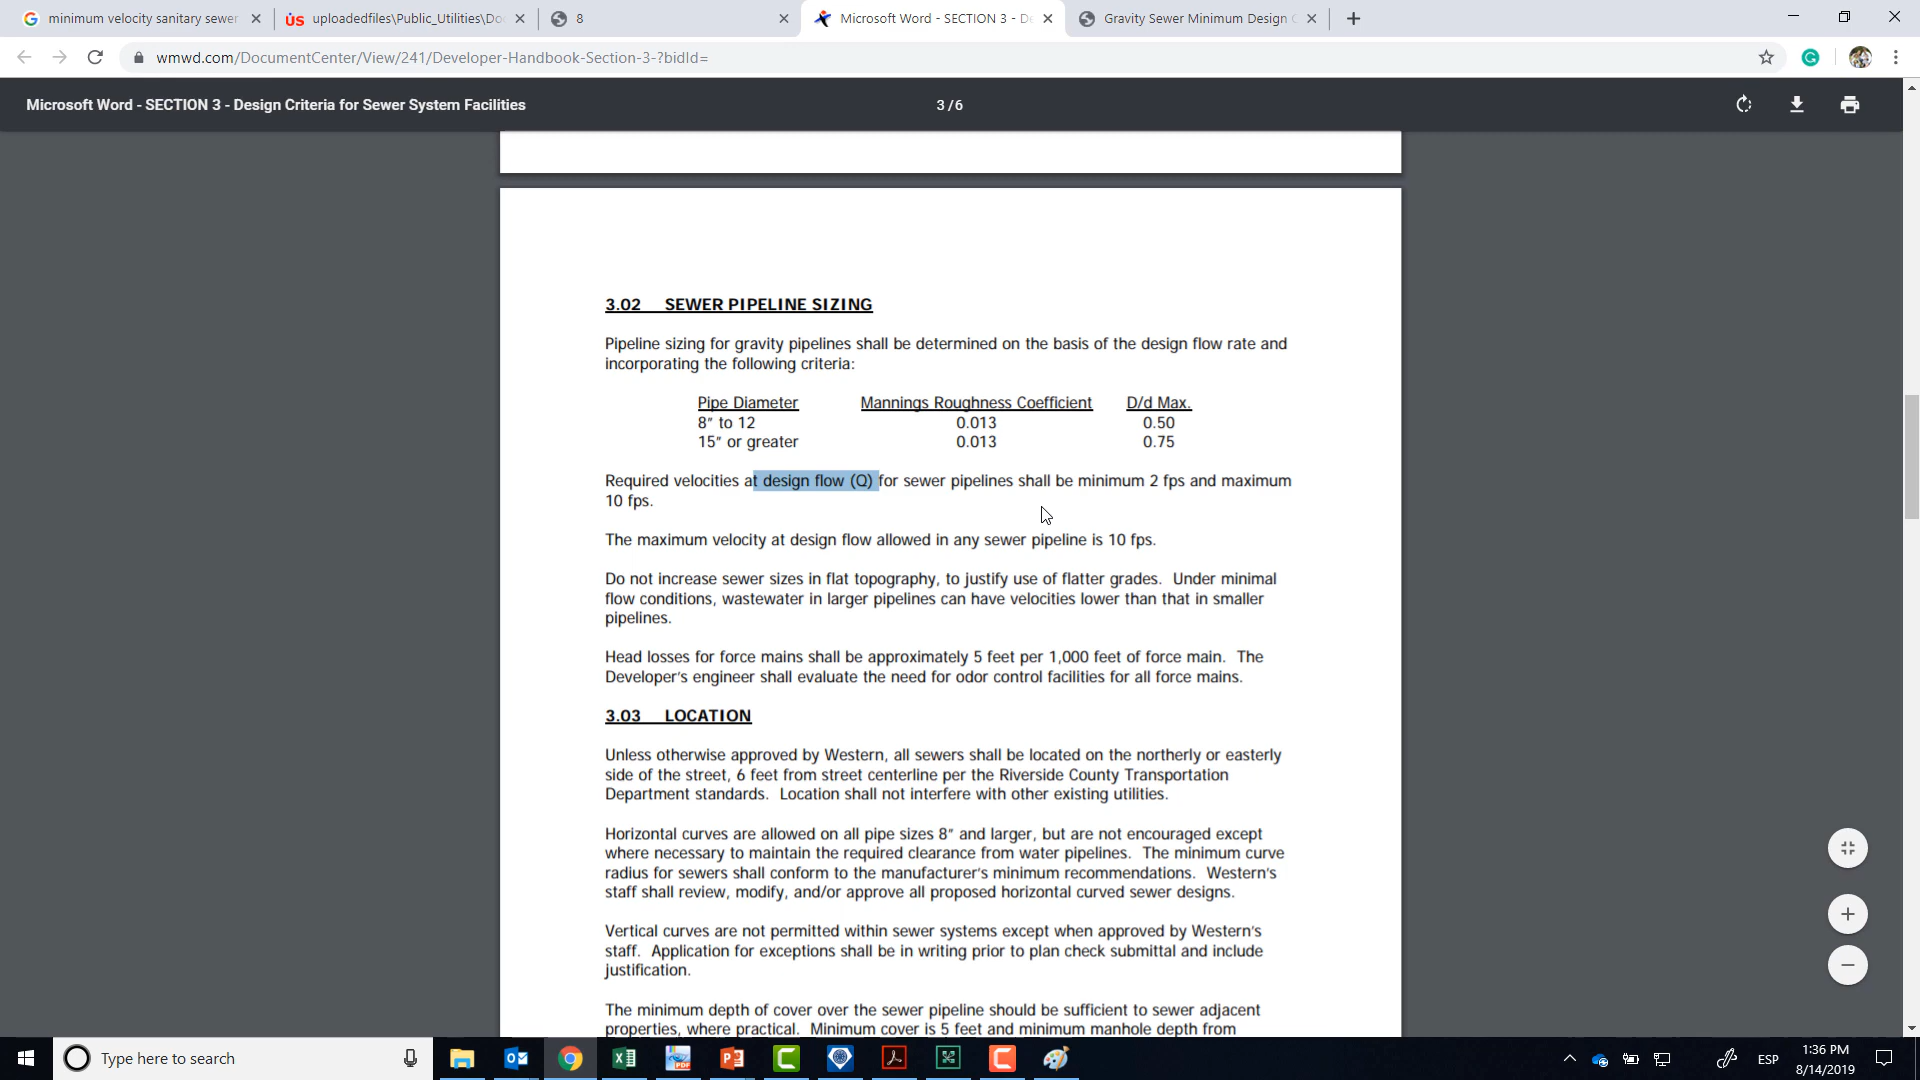 minimum velocity sanitary sewer
uploadedfiles\Public_Utilities\Do
8
Microsoft Word - SECTION 3 - De
Gravity Sewer Minimum Design C
wmwd.com/DocumentCenter/View/241/Developer-Handbook-Section-3-?bidId=
Microsoft Word - SECTION 3 - Design Criteria for Sewer System Facilities
3 / 6
3.02 SEWER PIPELINE SIZING
Pipeline sizing for gravity pipelines shall be determined on the basis of the design flow rate and
incorporating the following criteria:
Pipe Diameter Mannings Roughness Coefficient D/d Max.
8″ to 12 0.013 0.50
15″ or greater 0.013 0.75
Required velocities at design flow (Q) for sewer pipelines shall be minimum 2 fps and maximum
10 fps.
The maximum velocity at design flow allowed in any sewer pipeline is 10 fps.
Do not increase sewer sizes in flat topography, to justify use of flatter grades. Under minimal
flow conditions, wastewater in larger pipelines can have velocities lower than that in smaller
pipelines.
Head losses for force mains shall be approximately 5 feet per 1,000 feet of force main. The
Developer's engineer shall evaluate the need for odor control facilities for all force mains.
3.03 LOCATION
Unless otherwise approved by Western, all sewers shall be located on the northerly or easterly
side of the street, 6 feet from street centerline per the Riverside County Transportation
Department standards. Location shall not interfere with other existing utilities.
Horizontal curves are allowed on all pipe sizes 8″ and larger, but are not encouraged except
where necessary to maintain the required clearance from water pipelines. The minimum curve
radius for sewers shall conform to the manufacturer's minimum recommendations. Western's
staff shall review, modify, and/or approve all proposed horizontal curved sewer designs.
Vertical curves are not permitted within sewer systems except when approved by Western's
staff. Application for exceptions shall be in writing prior to plan check submittal and include
justification.
The minimum depth of cover over the sewer pipeline should be sufficient to sewer adjacent
properties, where practical. Minimum cover is 5 feet and minimum manhole depth from
Type here to search
ESP
1:36 PM
8/14/2019